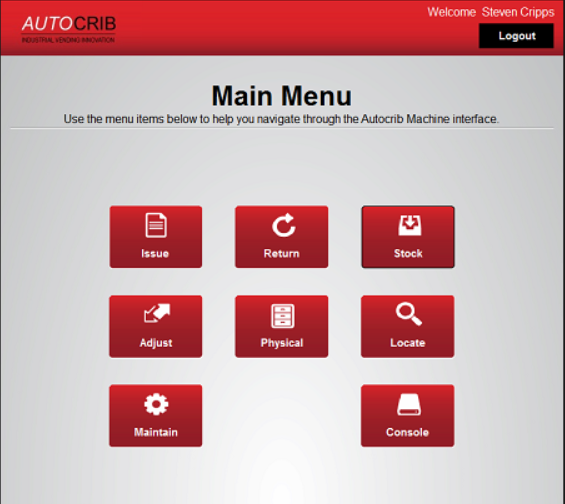 Welcome Steven Cripps
AUTOCRIB
INDUSTRIAL VENDING INNOVATION
Logout
Main Menu
Use the menu items below to help you navigate through the Autocrib Machine interface.
Issue
Return
Stock
Adjust
Physical
Locate
Maintain
Console